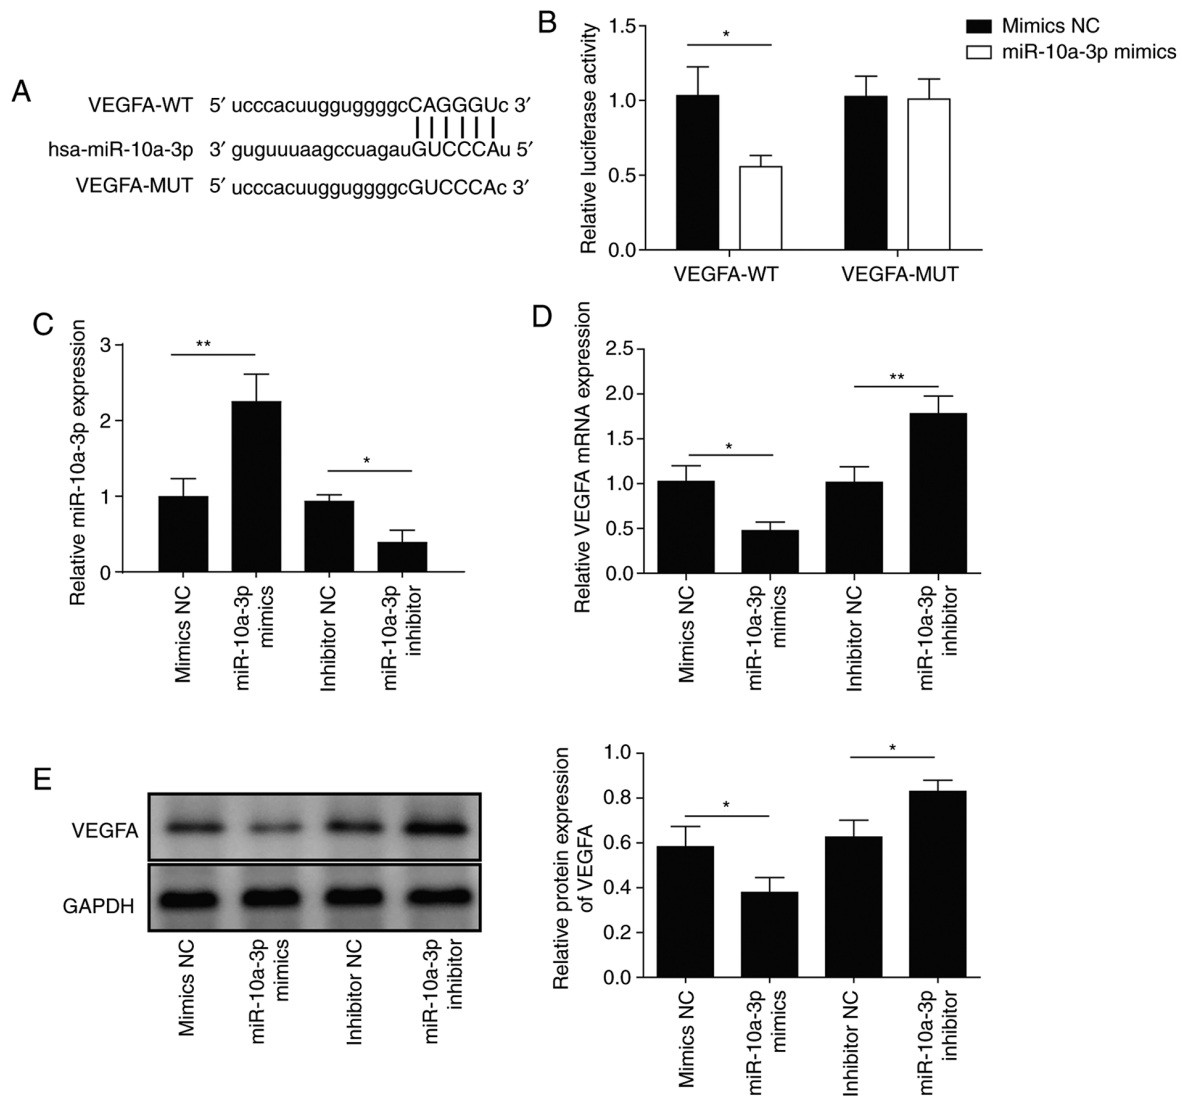 A
VEGFA-WT 5′ ucccacuugguggggcCAGGGUc 3′
hsa-miR-10a-3p 3′ guguuuaagccuagauGUCCCAu 5′
VEGFA-MUT 5′ ucccacuugguggggcGUCCCAc 3′
B
Relative luciferase activity
1.5
1.0
0.5
0.0
*
VEGFA-WT
VEGFA-MUT
Mimics NC
miR-10a-3p mimics
C
Relative miR-10a-3p expression
3
2
1
0
**
*
Mimics NC
miR-10a-3p
mimics
Inhibitor NC
miR-10a-3p
inhibitor
D
Relative VEGFA mRNA expression
2.5
2.0
1.5
1.0
0.5
0.0
*
**
Mimics NC
miR-10a-3p
mimics
Inhibitor NC
miR-10a-3p
inhibitor
E
VEGFA
GAPDH
Mimics NC
miR-10a-3p
mimics
Inhibitor NC
miR-10a-3p
inhibitor
Relative protein expression
of VEGFA
1.0
0.8
0.6
0.4
0.2
0.0
*
*
Mimics NC
miR-10a-3p
mimics
Inhibitor NC
miR-10a-3p
inhibitor